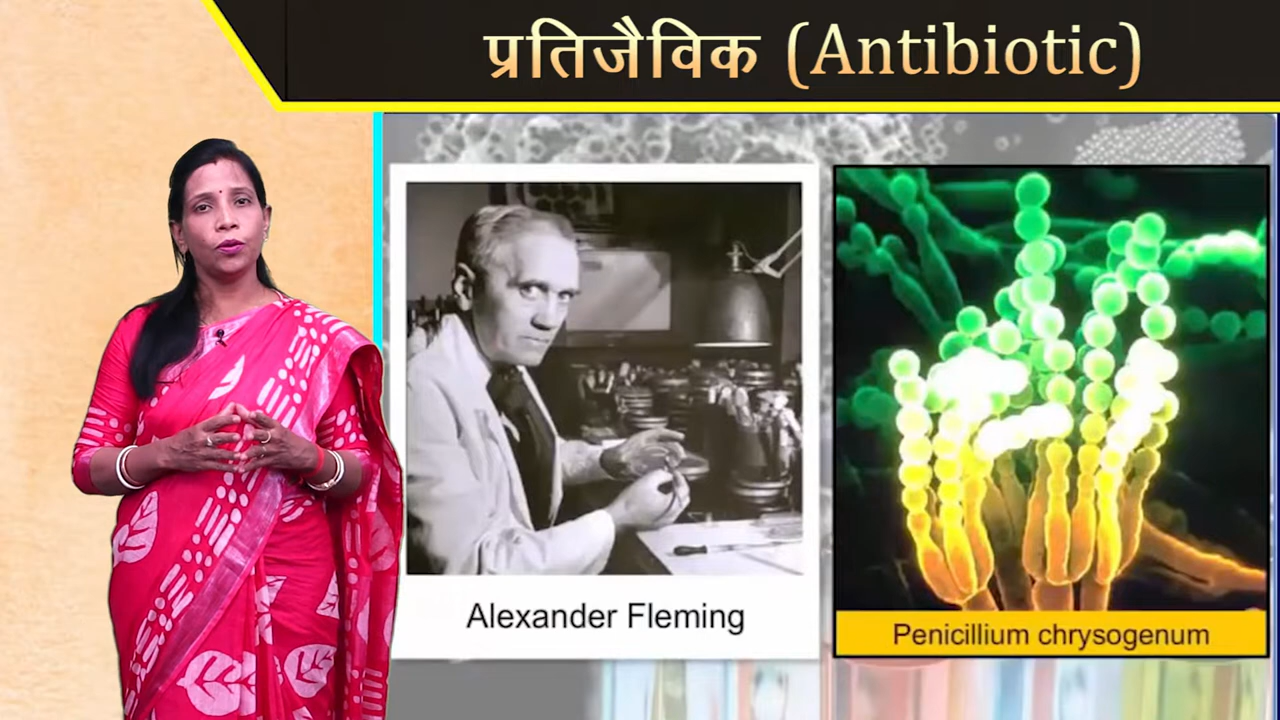 प्रतिजैविक (Antibiotic)
Alexander Fleming
Penicillium chrysogenum